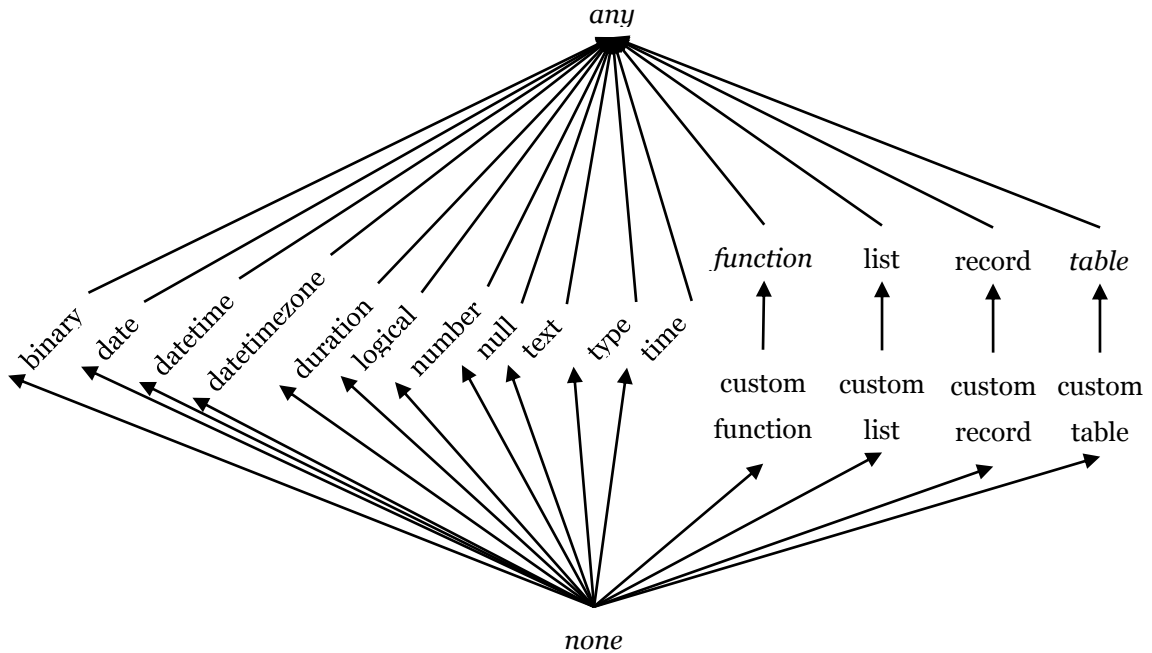 any
function
list
record
table
binary
date
datetime
datetimezone
duration
logical
number
null
text
type
time
custom function
custom list
custom record
custom table
none